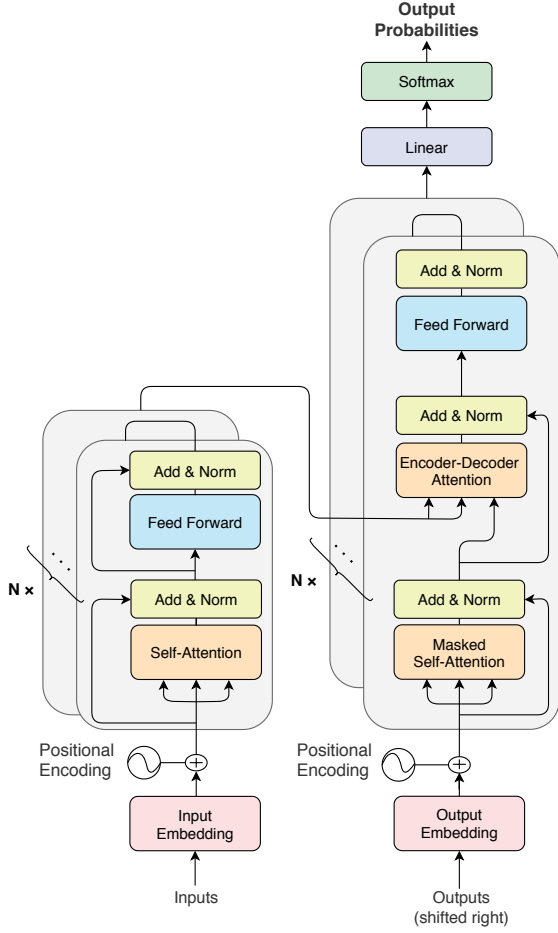 Output
Probabilities
Softmax
Linear
Add & Norm
Feed Forward
Add & Norm
Encoder-Decoder
Attention
Add & Norm
Feed Forward
N ×
Add & Norm
Self-Attention
N ×
Add & Norm
Masked
Self-Attention
Positional
Encoding
Positional
Encoding
Input
Embedding
Output
Embedding
Inputs
Outputs
(shifted right)